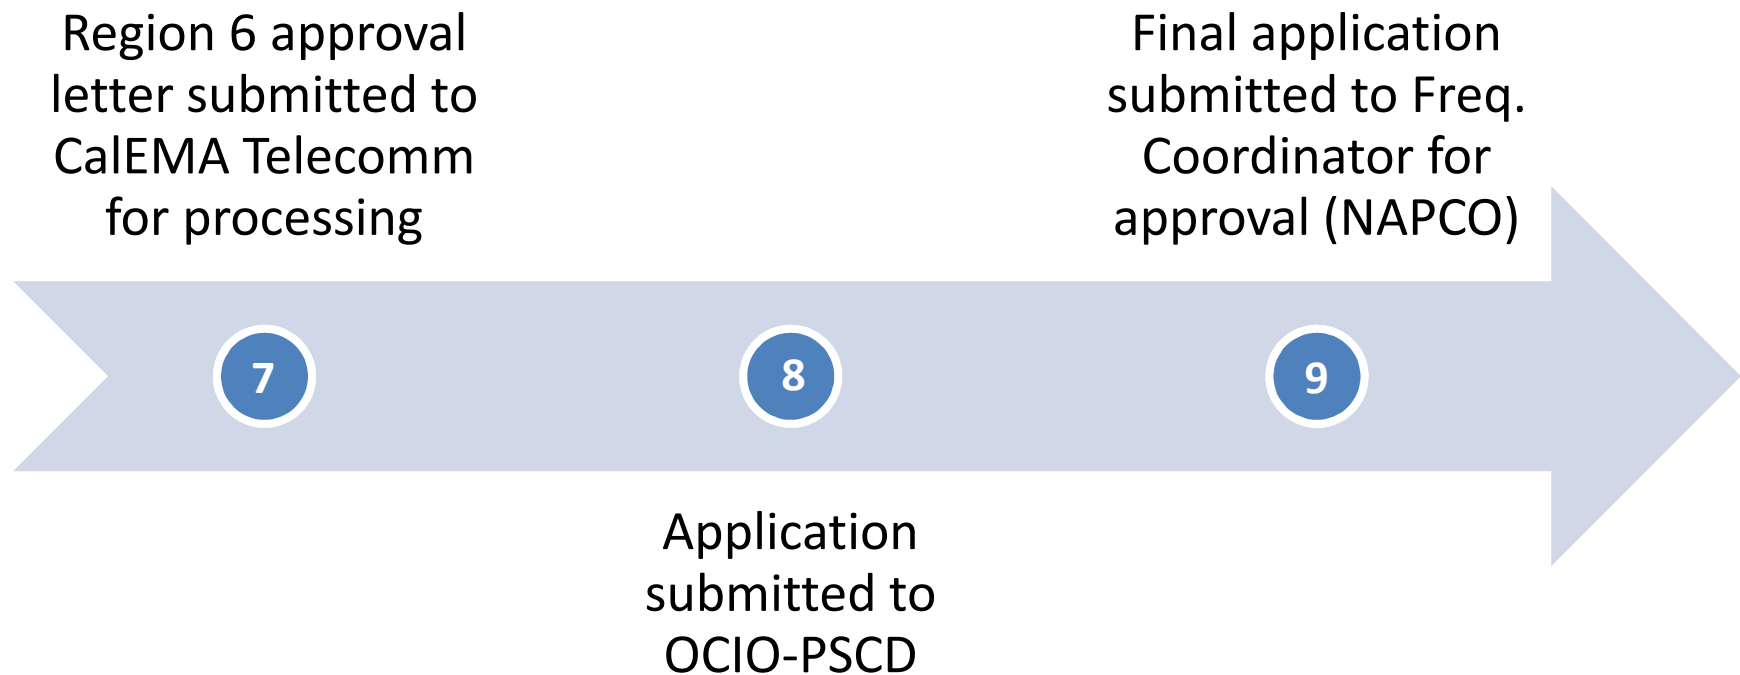 Region 6 approval
letter submitted to
CalEMA Telecomm
for processing
Final application
submitted to Freq.
Coordinator for
approval (NAPCO)
7
8
9
Application
submitted to
OCIO-PSCD